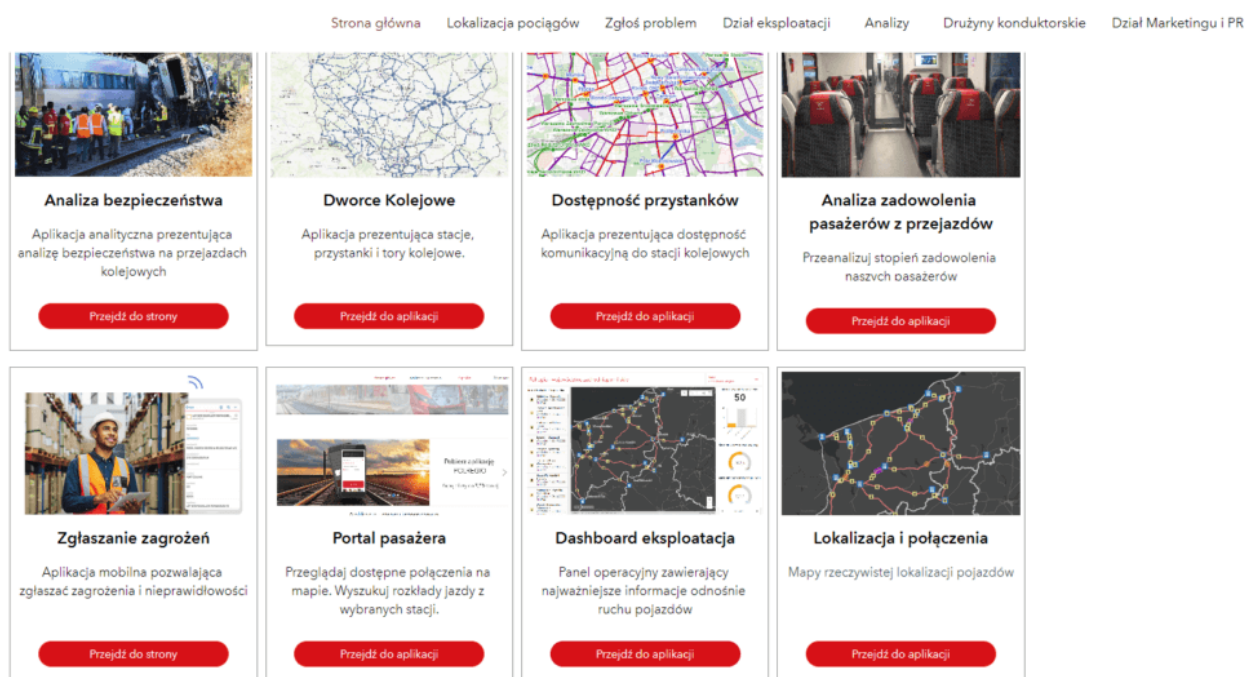 Strona główna Lokalizacja pociągów Zgłoś problem Dział eksploatacji Analizy Drużyny konduktorskie Dział Marketingu i PR
Analiza bezpieczeństwa
Aplikacja analityczna prezentująca
analizę bezpieczeństwa na przejazdach
kolejowych
Przejdź do strony
Dworce Kolejowe
Aplikacja prezentująca stacje,
przystanki i tory kolejowe.
Przejdź do aplikacji
Dostępność przystanków
Aplikacja prezentująca dostępność
komunikacyjną do stacji kolejowych
Przejdź do aplikacji
Analiza zadowolenia
pasażerów z przejazdów
Przeanalizuj stopień zadowolenia
naszych pasażerów
Przejdź do aplikacji
Zgłaszanie zagrożeń
Aplikacja mobilna pozwalająca
zgłaszać zagrożenia i nieprawidłowości
Przejdź do strony
Pobierz aplikację
POLREGIO
Portal pasażera
Przeglądaj dostępne połączenia na
mapie. Wyszukuj rozkłady jazdy z
wybranych stacji.
Przejdź do aplikacji
50
Dashboard eksploatacja
Panel operacyjny zawierający
najważniejsze informacje odnośnie
ruchu pojazdów
Przejdź do aplikacji
Lokalizacja i połączenia
Mapy rzeczywistej lokalizacji pojazdów
Przejdź do aplikacji